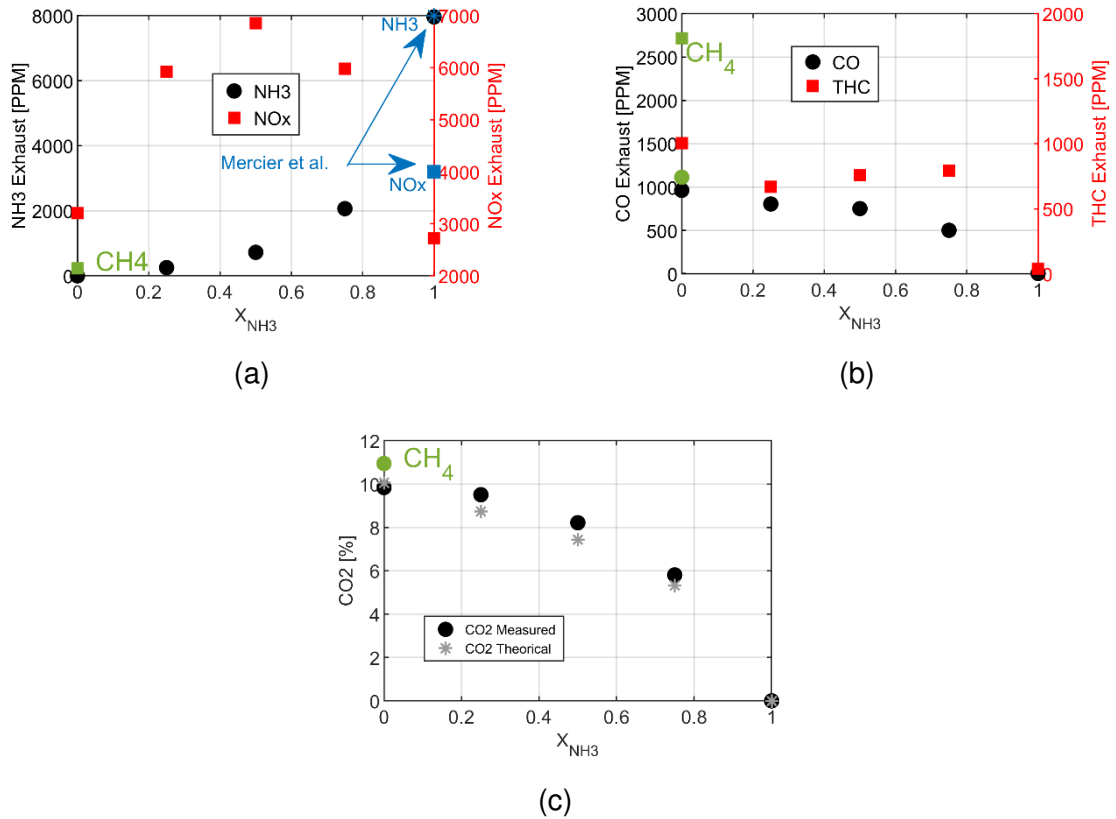 8000
6000
4000
2000
0
NH3 Exhaust [PPM]
7000
6000
5000
4000
3000
2000
NOx Exhaust [PPM]
NH3
NH3
NOx
Mercier et al.
NOx
CH4
0
0.2
0.4
0.6
0.8
1
X_NH3
(a)
3000
2500
2000
1500
1000
500
0
CO Exhaust [PPM]
2000
1500
1000
500
0
THC Exhaust [PPM]
CH_4
CO
THC
0
0.2
0.4
0.6
0.8
1
X_NH3
(b)
12
10
8
6
4
2
0
CO2 [%]
CH_4
CO2 Measured
CO2 Theorical
0
0.2
0.4
0.6
0.8
1
X_NH3
(c)